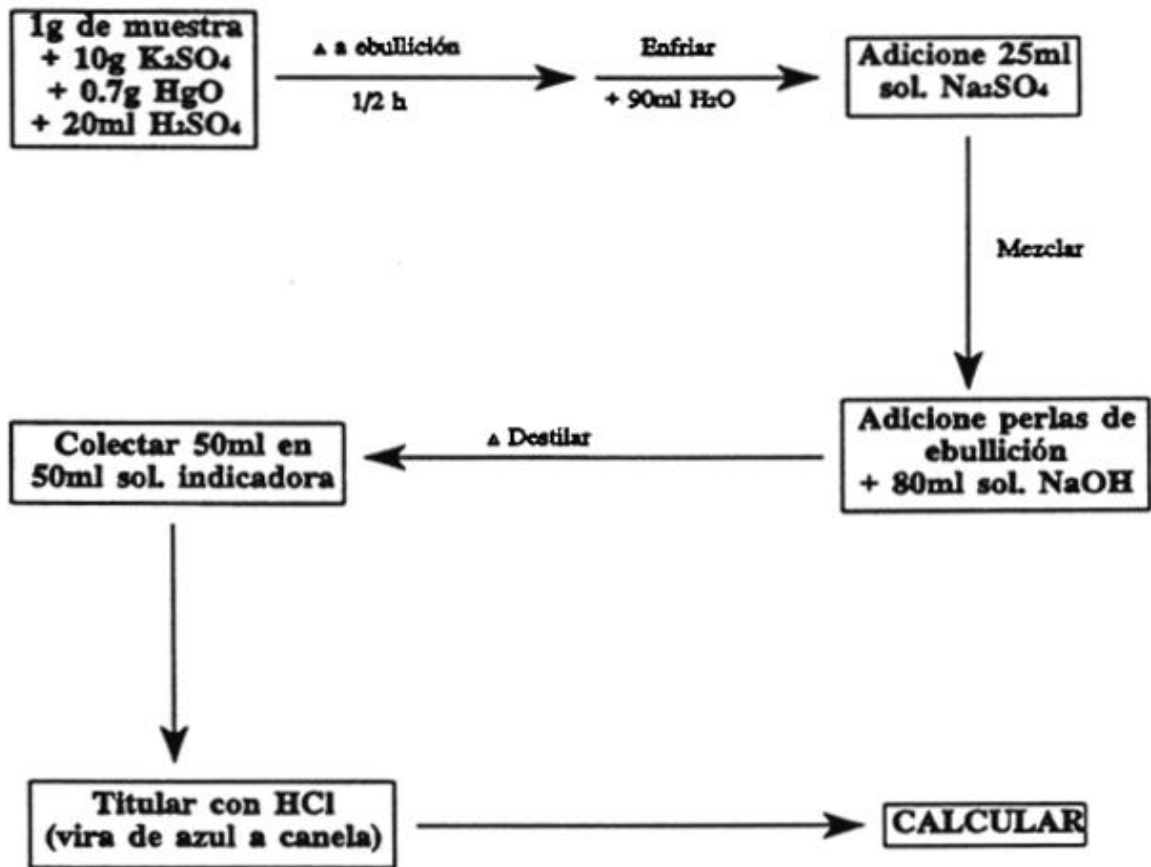 1g de muestra
+ 10g K₂SO₄
+ 0.7g HgO
+ 20ml H₂SO₄
▵ a ebullición
1/2 h
Enfriar
+ 90ml H₂O
Adicione 25ml
sol. Na₂SO₄
Mezclar
Adicione perlas de
ebullición
+ 80ml sol. NaOH
▵ Destilar
Colectar 50ml en
50ml sol. indicadora
Titular con HCl
(vira de azul a canela)
CALCULAR